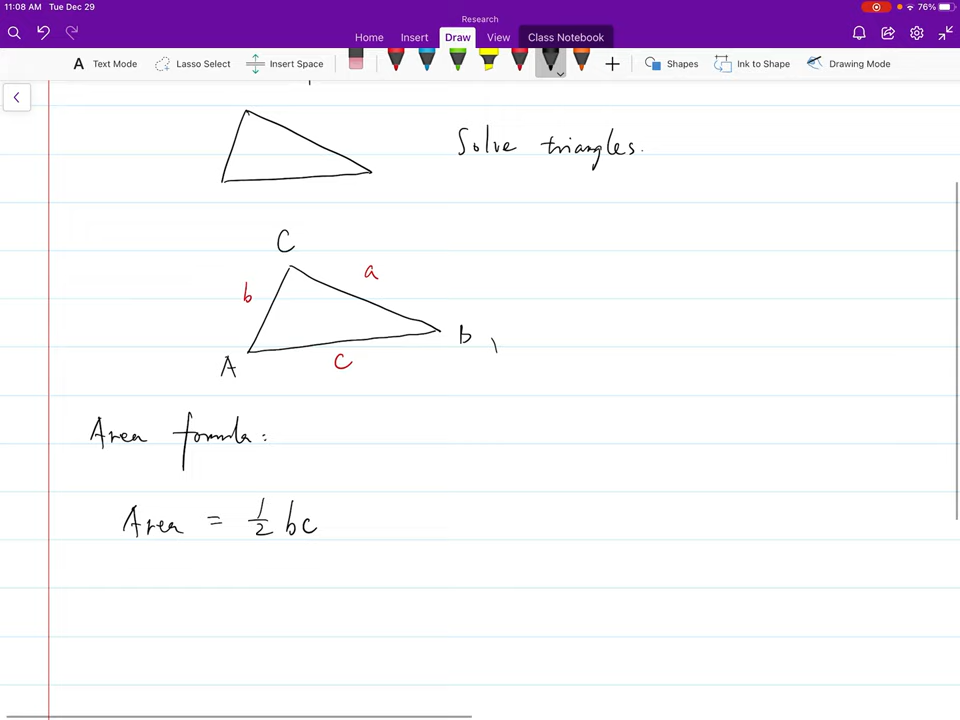 11:08 AM Tue Dec 29
76%
Research
Home Insert Draw View Class Notebook
Text Mode Lasso Select Insert Space Shapes Ink to Shape Drawing Mode
Solve triangles.
C
b a
A c B
Area formula:
Area = 1/2 bc